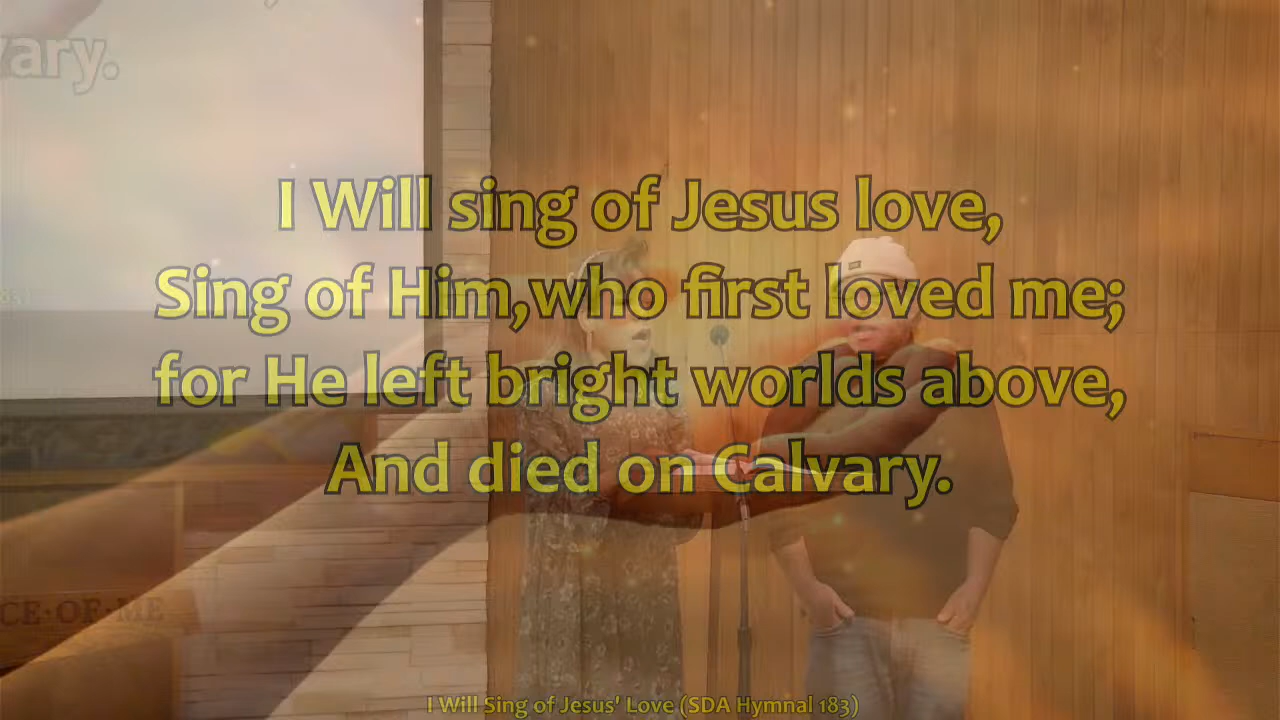 vary.
I Will sing of Jesus love,
Sing of Him,who first loved me;
for He left bright worlds above,
And died on Calvary.
CE·OF·ME
I Will Sing of Jesus' Love (SDA Hymnal 183)